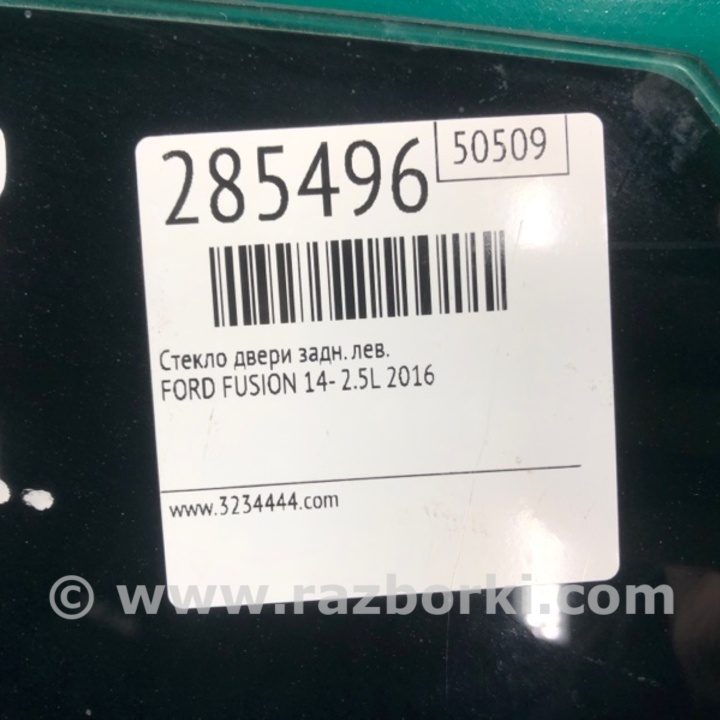 285496
50509
Стекло двери задн. лев.
FORD FUSION 14- 2.5L 2016
www.3234444.com
© www.razborki.com